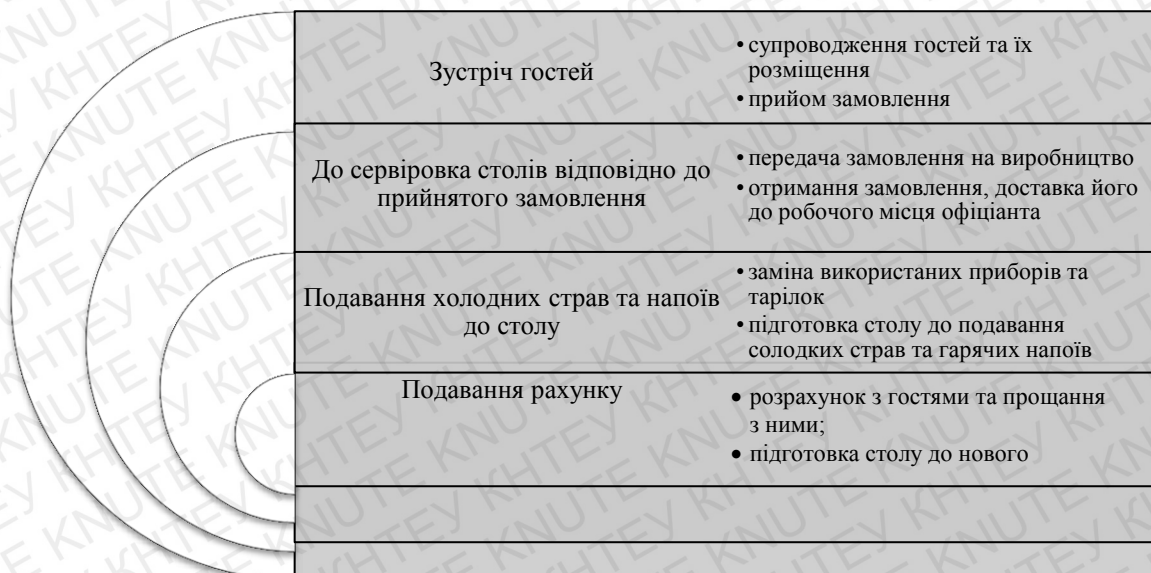 Зустріч гостей
• супроводження гостей та їх
розміщення
• прийом замовлення
До сервіровка столів відповідно до
прийнятого замовлення
• передача замовлення на виробництво
• отримання замовлення, доставка його
до робочого місця офіціанта
Подавання холодних страв та напоїв
до столу
• заміна використаних приборів та
тарілок
• підготовка столу до подавання
солодких страв та гарячих напоїв
Подавання рахунку
• розрахунок з гостями та прощання
з ними;
• підготовка столу до нового